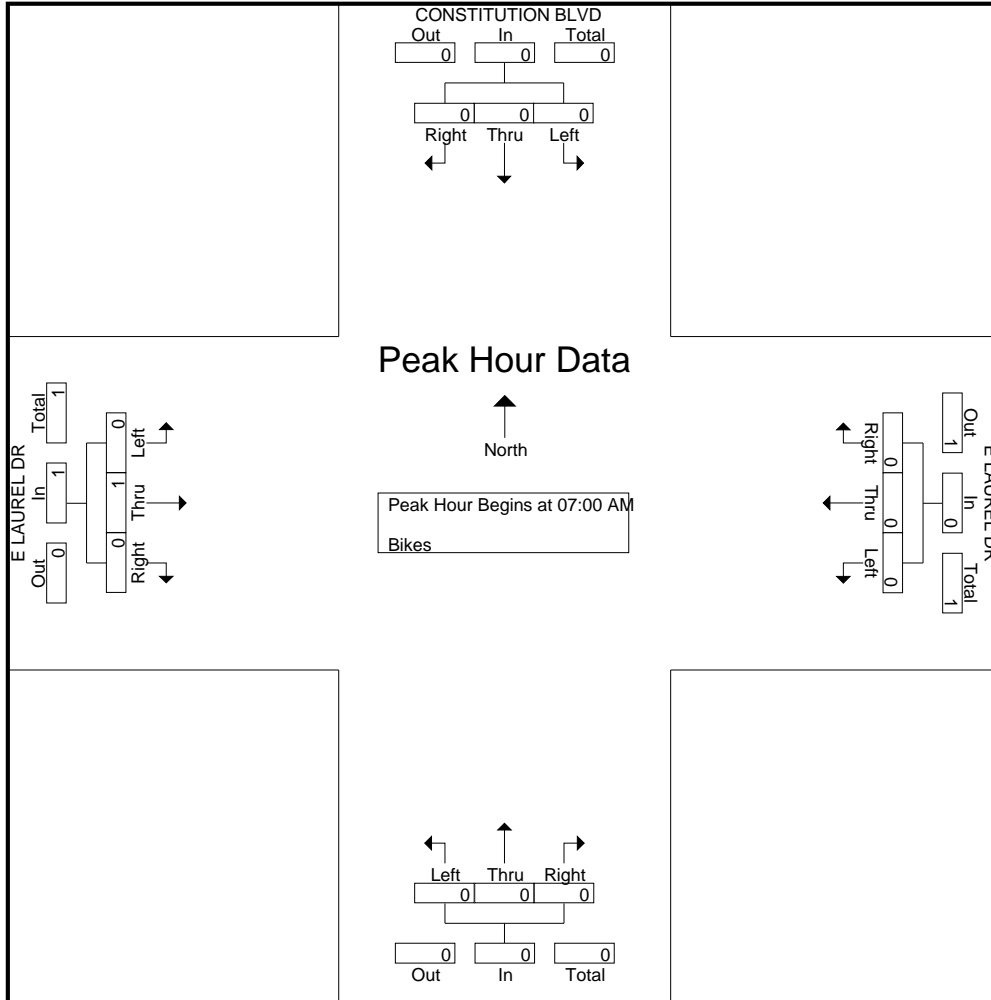 CONSTITUTION BLVD
Out In Total
0 0 0
0 0 0
Right Thru Left
Peak Hour Data
North
Peak Hour Begins at 07:00 AM
Bikes
E LAUREL DR
Out In Total
0 1 1
Right Thru Left
0 1 0
E LAUREL DR
Out In Total
1 0 1
Right Thru Left
0 0 0
Left Thru Right
0 0 0
0 0 0
Out In Total